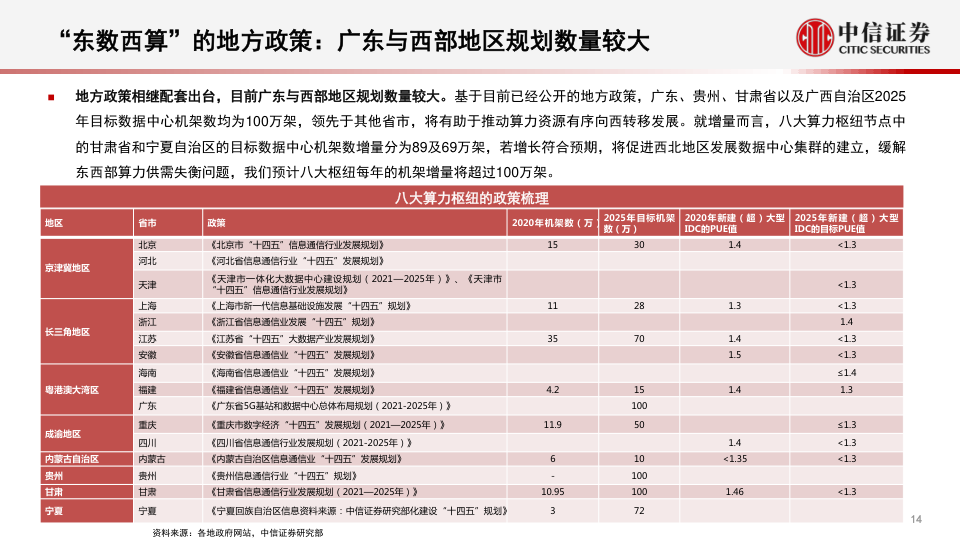 “东数西算”的地方政策：广东与西部地区规划数量较大
中信证券
CITIC SECURITIES
■ 地方政策相继配套出台，目前广东与西部地区规划数量较大。基于目前已经公开的地方政策，广东、贵州、甘肃省以及广西自治区2025
年目标数据中心机架数均为100万架，领先于其他省市，将有助于推动算力资源有序向西转移发展。就增量而言，八大算力枢纽节点中
的甘肃省和宁夏自治区的目标数据中心机架数增量分为89及69万架，若增长符合预期，将促进西北地区发展数据中心集群的建立，缓解
东西部算力供需失衡问题，我们预计八大枢纽每年的机架增量将超过100万架。
八大算力枢纽的政策梳理
地区 省市 政策 2020年机架数（万 2025年目标机架数（万） 2020年新建（超）大型IDC的PUE值 2025年新建（超）大型IDC的目标PUE值
京津冀地区 北京 《北京市“十四五”信息通信行业发展规划》 15 30 1.4 <1.3
河北 《河北省信息通信行业“十四五”发展规划》
天津 《天津市一体化大数据中心建设规划（2021—2025年）》、《天津市
“十四五”信息通信行业发展规划》 <1.3
长三角地区 上海 《上海市新一代信息基础设施发展“十四五”规划》 11 28 1.3 <1.3
浙江 《浙江省信息通信业发展“十四五”规划》 1.4
江苏 《江苏省“十四五”大数据产业发展规划》 35 70 1.4 <1.3
安徽 《安徽省信息通信业“十四五”发展规划》 1.5 <1.3
粤港澳大湾区 海南 《海南省信息通信业“十四五”发展规划》 ≤1.4
福建 《福建省信息通信业“十四五”发展规划》 4.2 15 1.4 1.3
广东 《广东省5G基站和数据中心总体布局规划（2021-2025年）》 100
成渝地区 重庆 《重庆市数字经济“十四五”发展规划（2021—2025年）》 11.9 50 ≤1.3
四川 《四川省信息通信行业发展规划（2021-2025年）》 1.4 <1.3
内蒙古自治区 内蒙古 《内蒙古自治区信息通信业“十四五”发展规划》 6 10 <1.35 <1.3
贵州 贵州 《贵州信息通信行业“十四五”规划》 - 100
甘肃 甘肃 《甘肃省信息通信行业发展规划（2021—2025年）》 10.95 100 1.46 <1.3
宁夏 宁夏 《宁夏回族自治区信息资料来源：中信证券研究部化建设“十四五”规划》 3 72
资料来源：各地政府网站，中信证券研究部
14